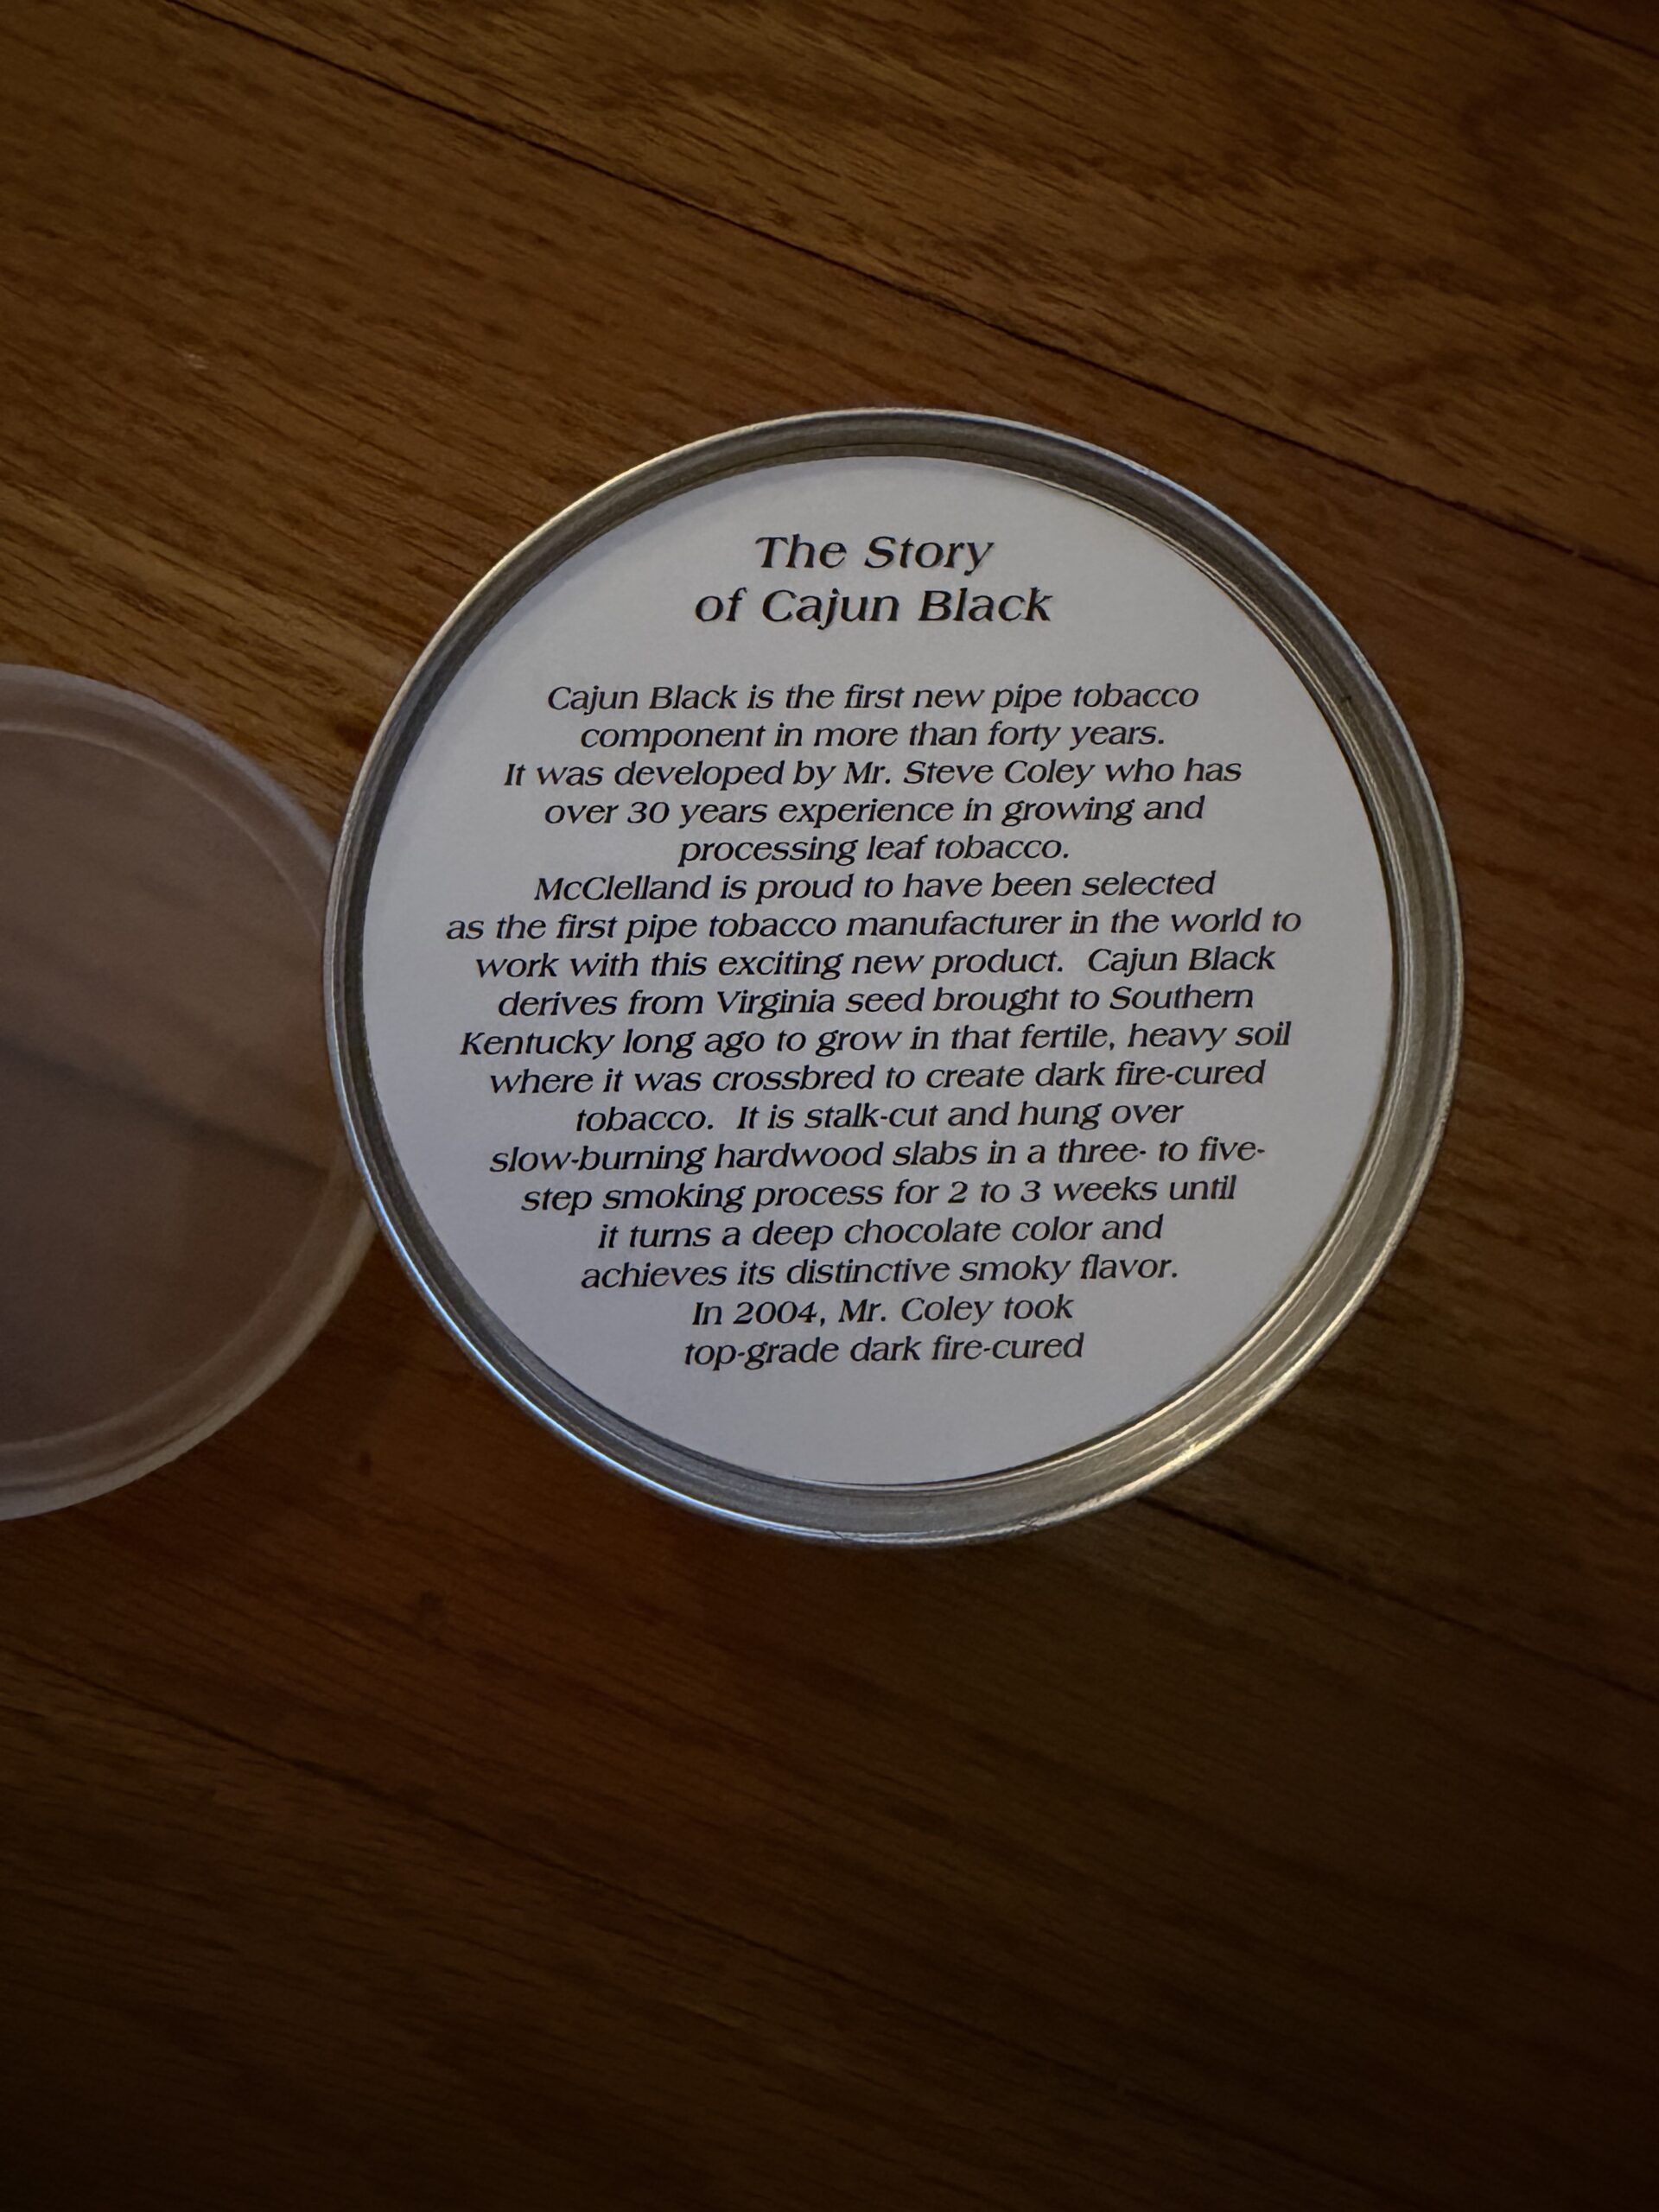 The Story
of Cajun Black
Cajun Black is the first new pipe tobacco
component in more than forty years.
It was developed by Mr. Steve Coley who has
over 30 years experience in growing and
processing leaf tobacco.
McClelland is proud to have been selected
as the first pipe tobacco manufacturer in the world to
work with this exciting new product.  Cajun Black
derives from Virginia seed brought to Southern
Kentucky long ago to grow in that fertile, heavy soil
where it was crossbred to create dark fire-cured
tobacco.  It is stalk-cut and hung over
slow-burning hardwood slabs in a three- to five-
step smoking process for 2 to 3 weeks until
it turns a deep chocolate color and
achieves its distinctive smoky flavor.
In 2004, Mr. Coley took
top-grade dark fire-cured